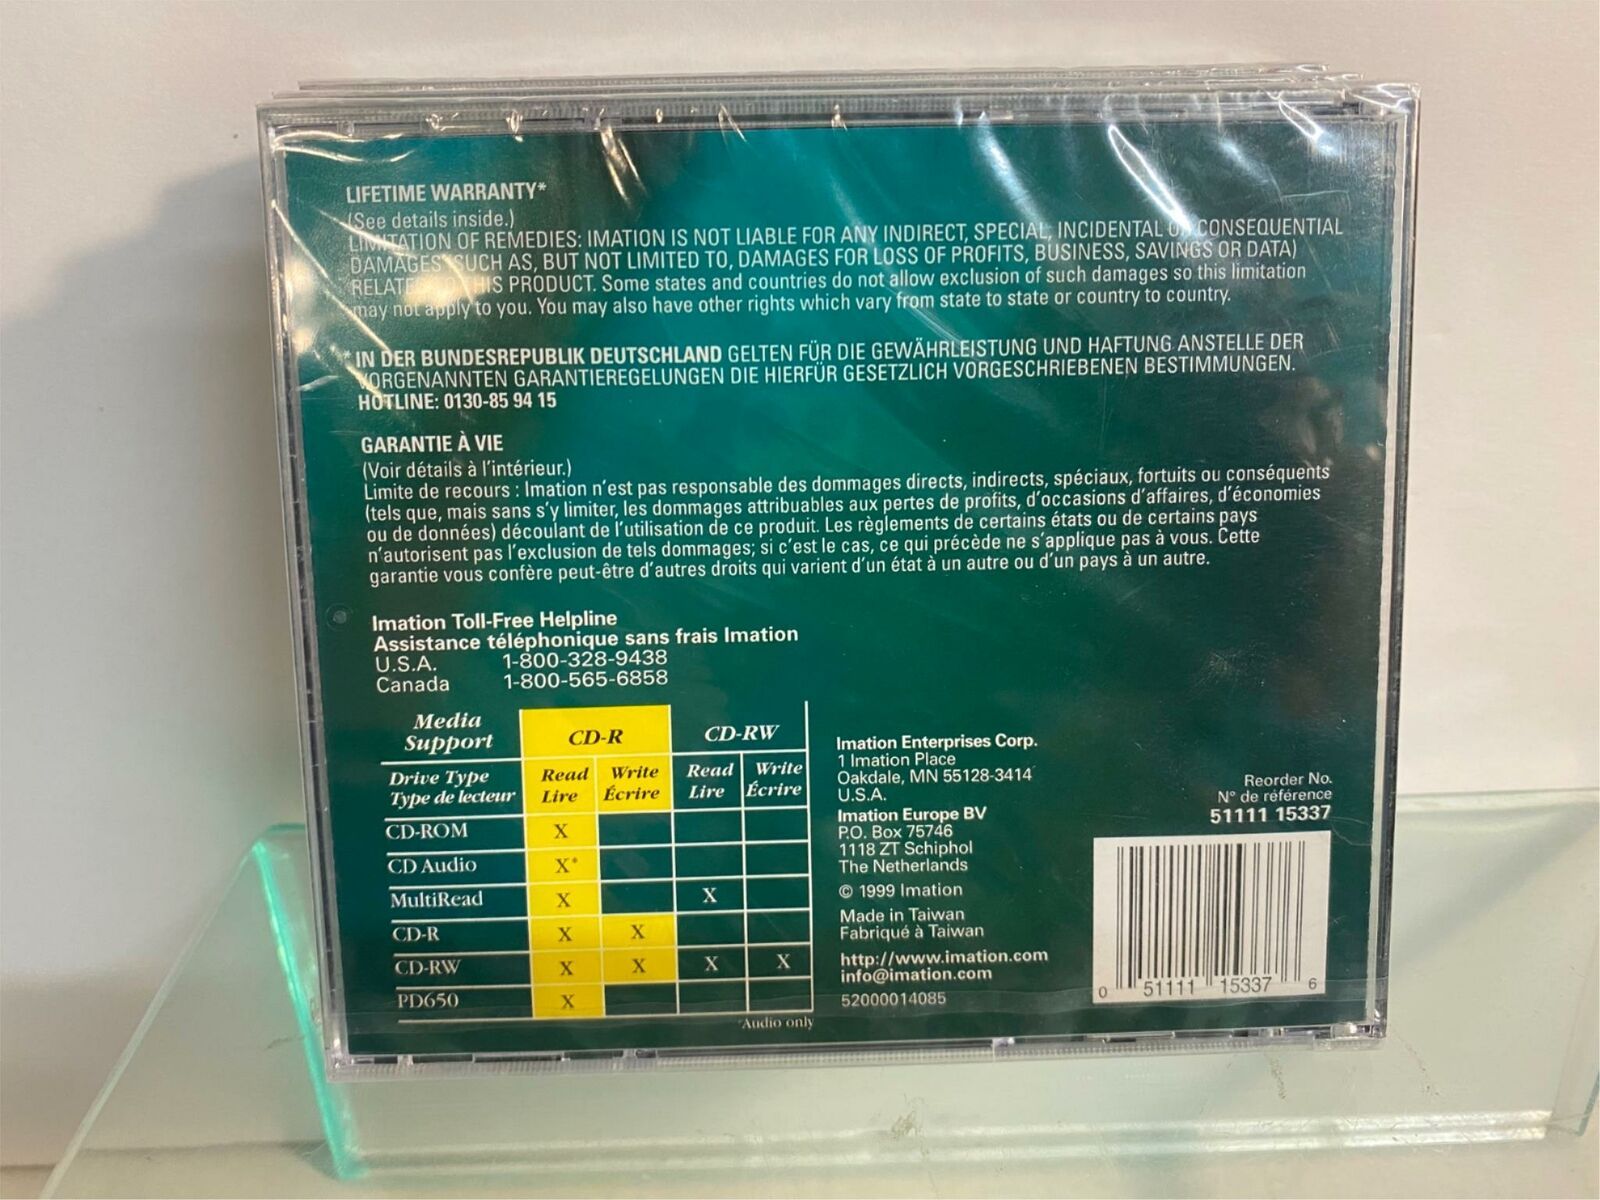 LIFETIME WARRANTY*
(See details inside.)
LIMITATION OF REMEDIES: IMATION IS NOT LIABLE FOR ANY INDIRECT, SPECIAL, INCIDENTAL OR CONSEQUENTIAL
DAMAGES (SUCH AS, BUT NOT LIMITED TO, DAMAGES FOR LOSS OF PROFITS, BUSINESS, SAVINGS OR DATA)
RELATED TO THIS PRODUCT. Some states and countries do not allow exclusion of such damages so this limitation
may not apply to you. You may also have other rights which vary from state to state or country to country.
* IN DER BUNDESREPUBLIK DEUTSCHLAND GELTEN FÜR DIE GEWÄHRLEISTUNG UND HAFTUNG ANSTELLE DER
VORGENANNTEN GARANTIEREGELUNGEN DIE HIERFÜR GESETZLICH VORGESCHRIEBENEN BESTIMMUNGEN.
HOTLINE: 0130-85 94 15
GARANTIE À VIE
(Voir détails à l'intérieur.)
Limite de recours : Imation n'est pas responsable des dommages directs, indirects, spéciaux, fortuits ou conséquents
(tels que, mais sans s'y limiter, les dommages attribuables aux pertes de profits, d'occasions d'affaires, d'économies
ou de données) découlant de l'utilisation de ce produit. Les règlements de certains états ou de certains pays
n'autorisent pas l'exclusion de tels dommages; si c'est le cas, ce qui précède ne s'applique pas à vous. Cette
garantie vous confère peut-être d'autres droits qui varient d'un état à un autre ou d'un pays à un autre.
Imation Toll-Free Helpline
Assistance téléphonique sans frais Imation
U.S.A. 1-800-328-9438
Canada 1-800-565-6858
Media Support CD-R CD-RW
Drive Type Read Write Read Write
Type de lecteur Lire Écrire Lire Écrire
CD-ROM X
CD Audio X*
MultiRead X X
CD-R X X
CD-RW X X X X
PD650 X
*Audio only
Imation Enterprises Corp.
1 Imation Place
Oakdale, MN 55128-3414
U.S.A.
Imation Europe BV
P.O. Box 75746
1118 ZT Schiphol
The Netherlands
© 1999 Imation
Made in Taiwan
Fabriqué à Taiwan
http://www.imation.com
info@imation.com
52000014085
Reorder No.
N° de référence
51111 15337
0 51111 15337 6